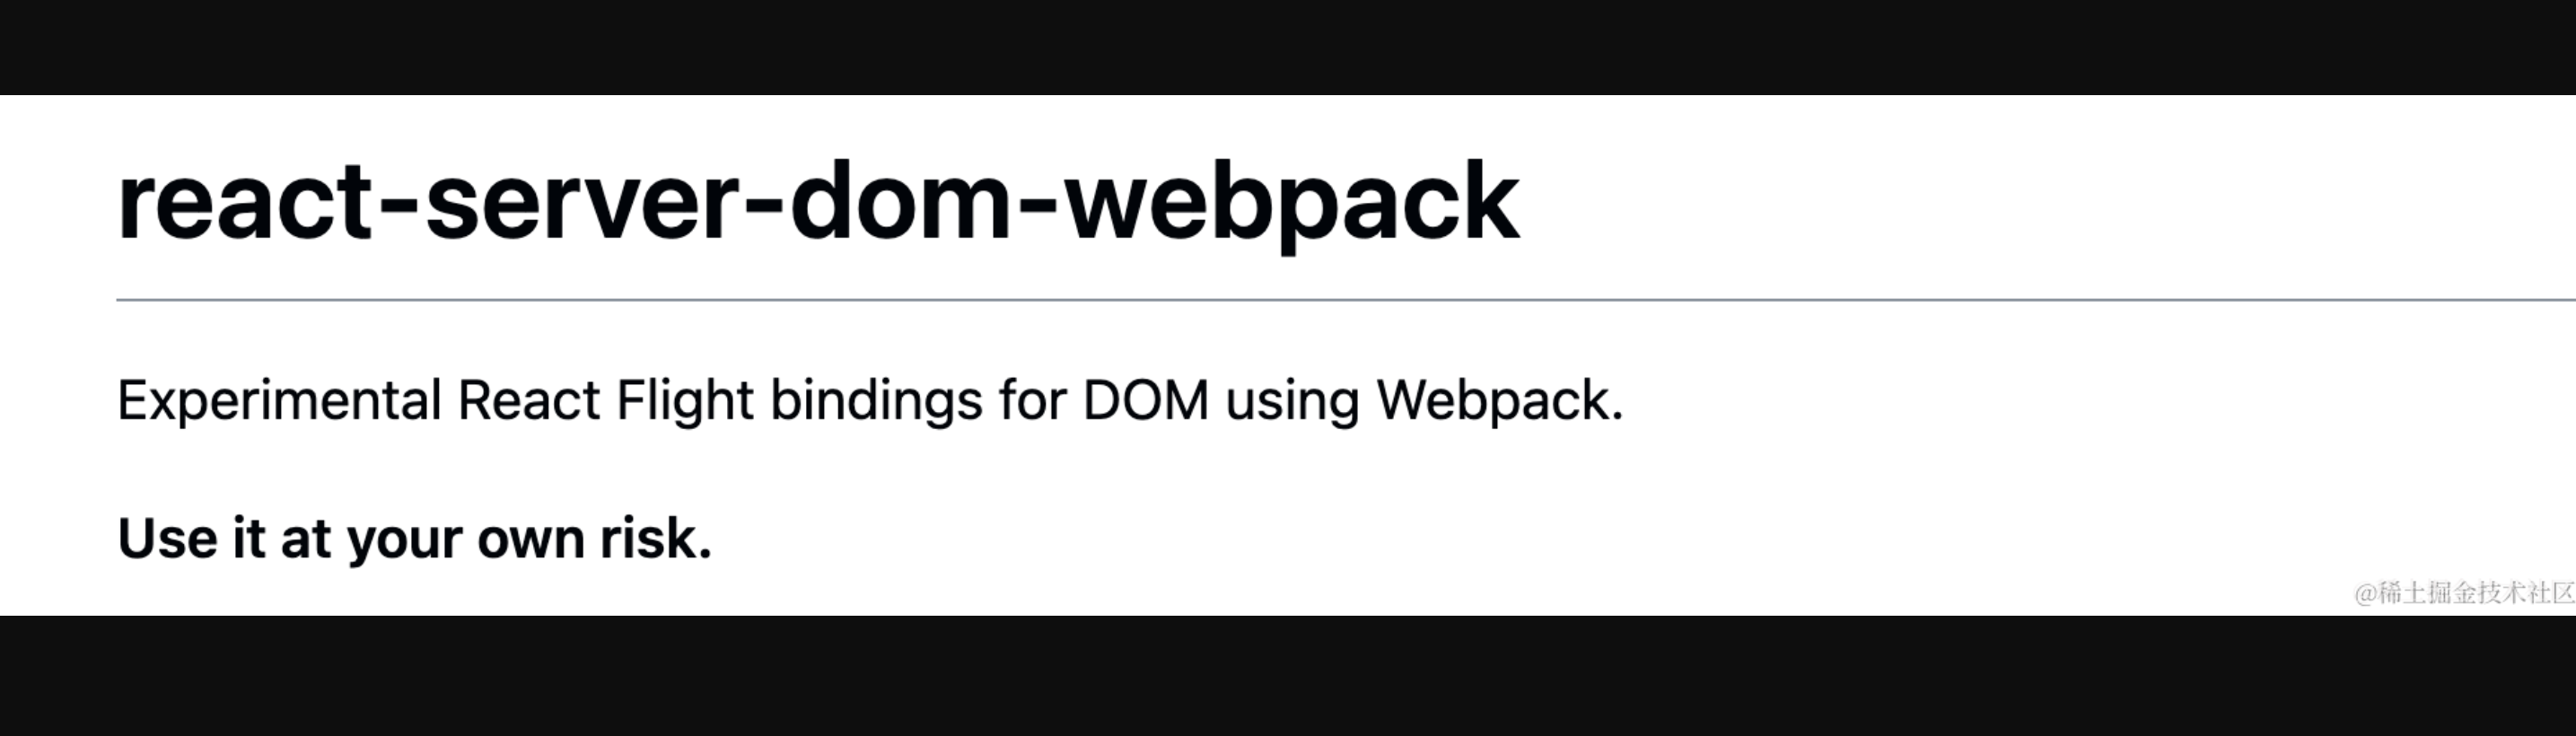 react-server-dom-webpack
Experimental React Flight bindings for DOM using Webpack.
Use it at your own risk.
@稀土掘金技术社区